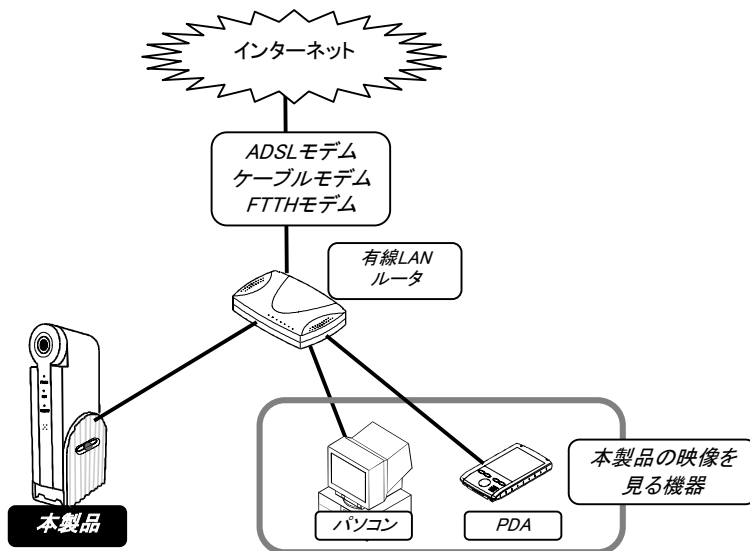 インターネット
ADSLモデム
ケーブルモデム
FTTHモデム
有線LAN
ルータ
本製品
パソコン
PDA
本製品の映像を
見る機器